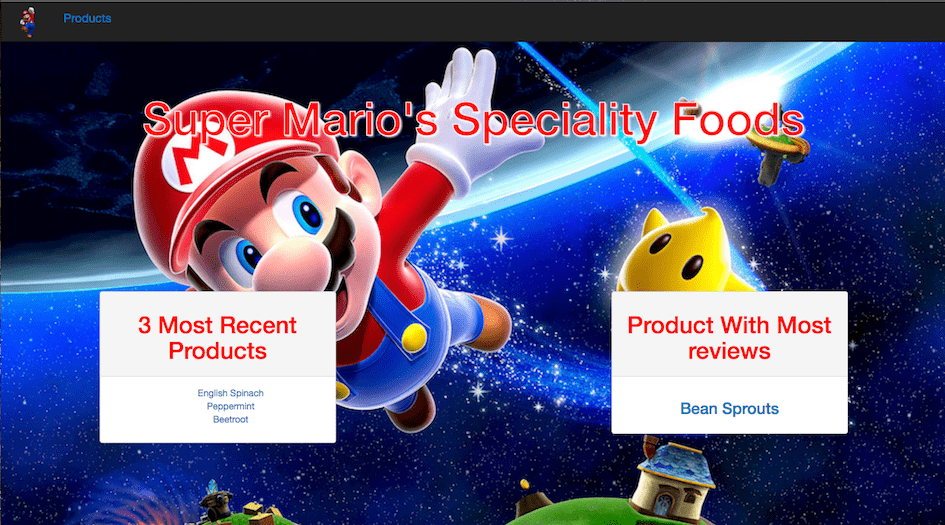 Products
Super Mario's Speciality Foods
M
3 Most Recent
Products
English Spinach
Peppermint
Beetroot
Product With Most
reviews
Bean Sprouts